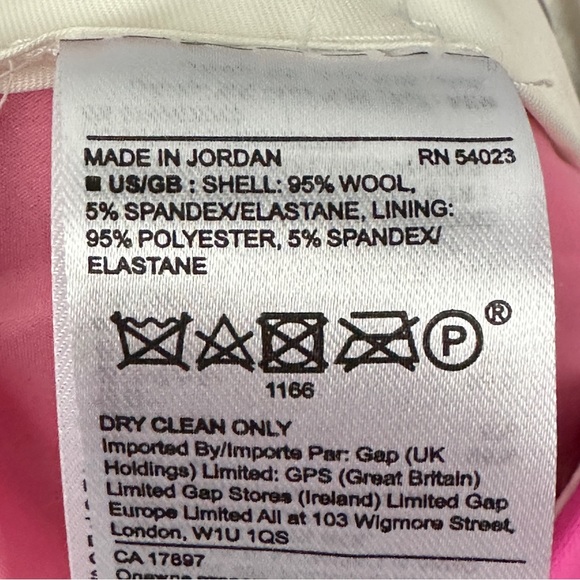 MADE IN JORDAN RN 54023
■ US/GB : SHELL: 95% WOOL,
5% SPANDEX/ELASTANE, LINING:
95% POLYESTER, 5% SPANDEX/
ELASTANE
P ®
1166
DRY CLEAN ONLY
Imported By/Importe Par: Gap (UK
Holdings) Limited: GPS (Great Britain)
Limited Gap Stores (Ireland) Limited Gap
Europe Limited All at 103 Wigmore Street,
London, W1U 1QS
CA 17897